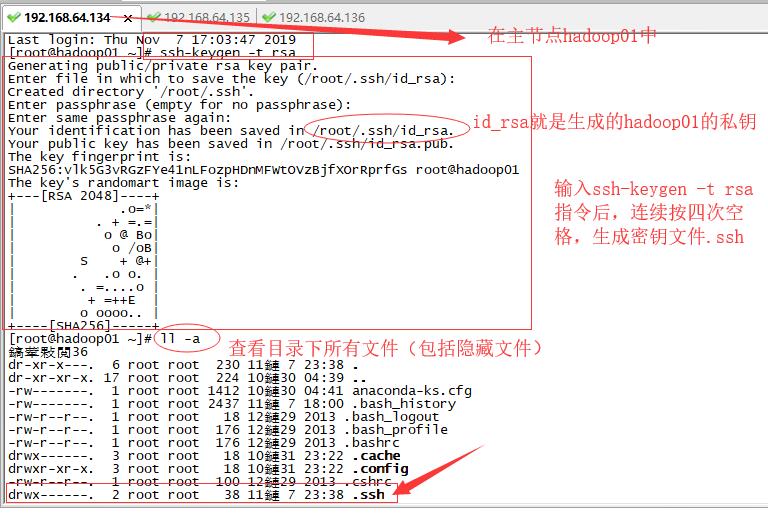 192.168.64.134 × 192.168.64.135 192.168.64.136
Last login: Thu Nov  7 17:03:47 2019
在主节点hadoop01中
[root@hadoop01 ~]# ssh-keygen -t rsa
Generating public/private rsa key pair.
Enter file in which to save the key (/root/.ssh/id_rsa):
Created directory '/root/.ssh'.
Enter passphrase (empty for no passphrase):
Enter same passphrase again:
Your identification has been saved in /root/.ssh/id_rsa.
id_rsa就是生成的hadoop01的私钥
Your public key has been saved in /root/.ssh/id_rsa.pub.
The key fingerprint is:
SHA256:vlk5G3vRGzFYe41nLFozpHDnMFWtOVzBjfXOrRprfGs root@hadoop01
The key's randomart image is:
+---[RSA 2048]----+
|             .o=*|
|          . + =.=|
|           o @ Bo|
|            o /oB|
|        S    + @+|
|       .   .o o. |
|        = =....o |
|         + =++E  |
|        o oooo.. |
+----[SHA256]-----+
输入ssh-keygen -t rsa
指令后，连续按四次空
格，生成密钥文件.ssh
[root@hadoop01 ~]# ll -a
查看目录下所有文件（包括隐藏文件）
36
dr-xr-x---.  6 root root  230 11鏈 7 23:38 .
dr-xr-xr-x. 17 root root  224 10鏈30 04:39 ..
-rw-------.  1 root root 1412 10鏈30 04:41 anaconda-ks.cfg
-rw-------.  1 root root 2437 11鏈 7 18:00 .bash_history
-rw-r--r--.  1 root root   18 12鏈29 2013 .bash_logout
-rw-r--r--.  1 root root  176 12鏈29 2013 .bash_profile
-rw-r--r--.  1 root root  176 12鏈29 2013 .bashrc
drwx------.  3 root root   18 10鏈31 23:22 .cache
drwxr-xr-x.  3 root root   18 10鏈31 23:22 .config
-rw-r--r--.  1 root root  100 12鏈29 2013 .cshrc
drwx------.  2 root root   38 11鏈 7 23:38 .ssh